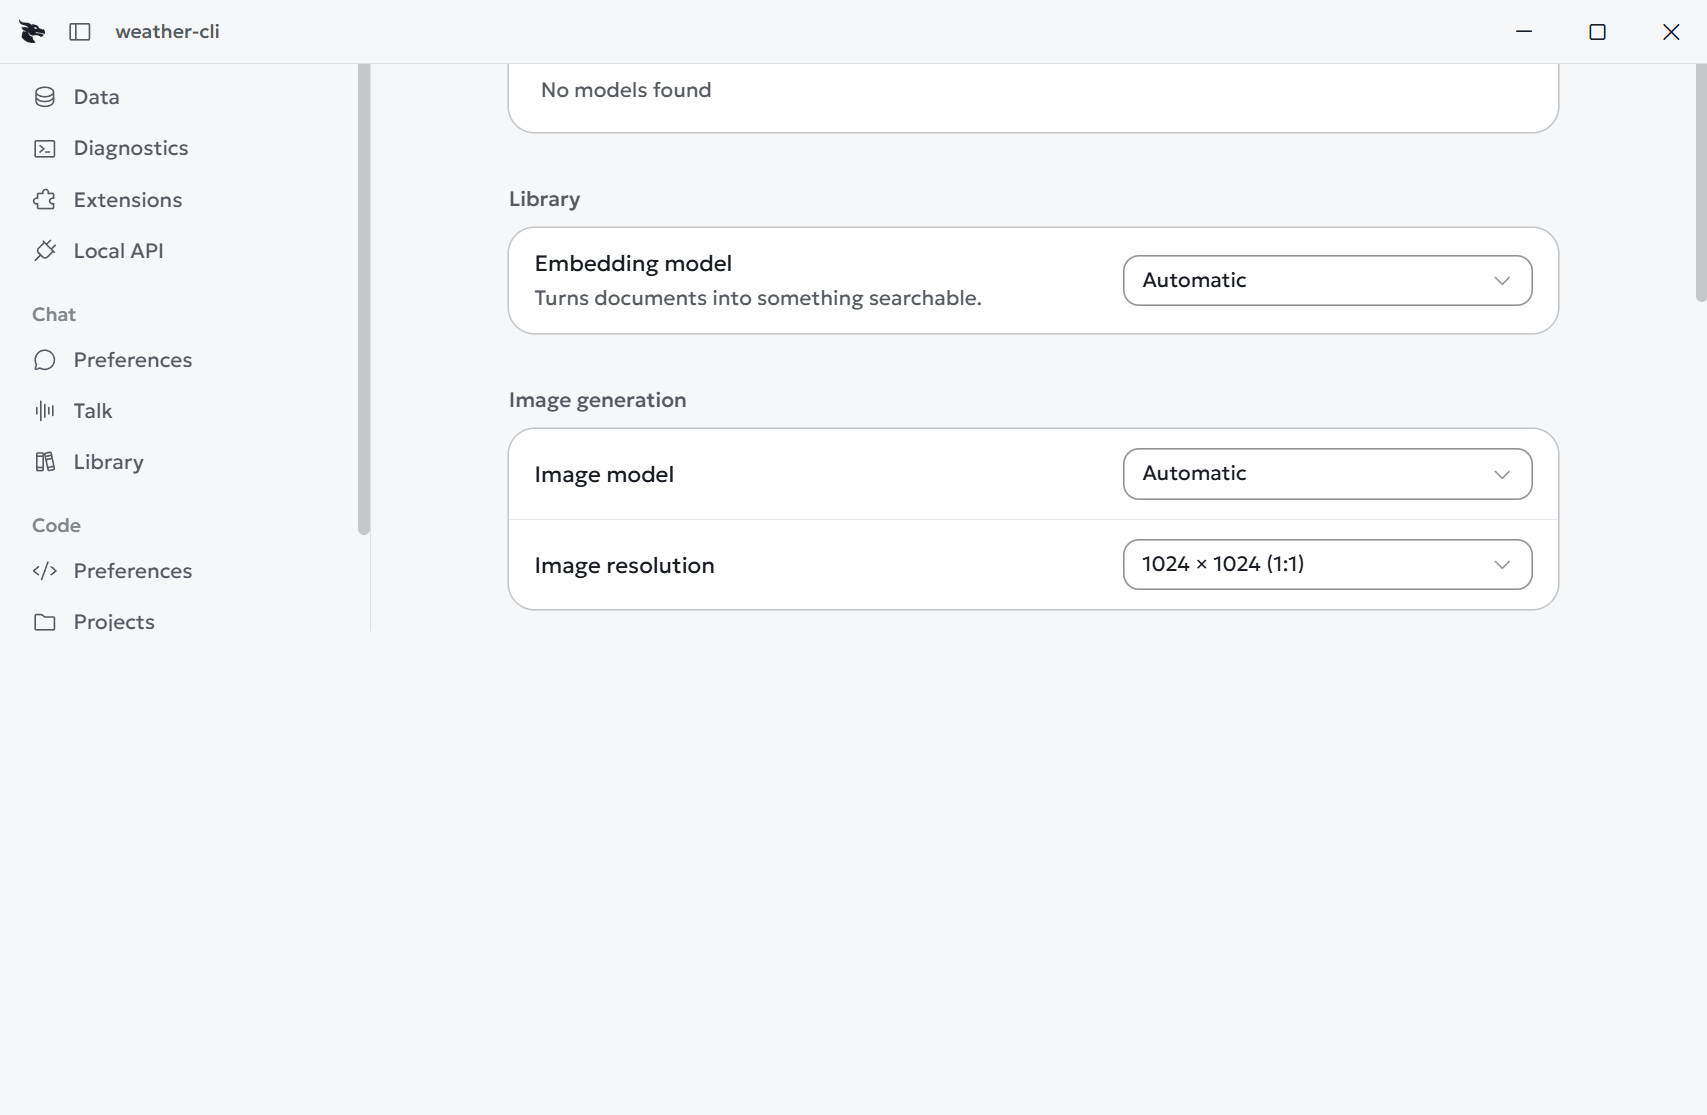 weather-cli
Data
Diagnostics
Extensions
Local API
Chat
Preferences
Talk
Library
Code
Preferences
Projects
No models found
Library
Embedding model
Turns documents into something searchable.
Automatic
Image generation
Image model
Automatic
Image resolution
1024 × 1024 (1:1)